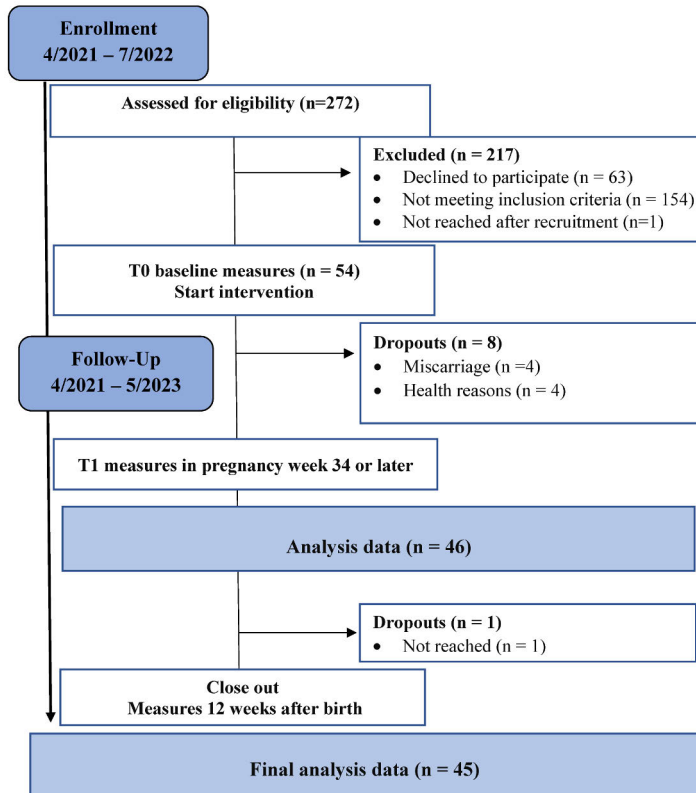 Enrollment
4/2021 – 7/2022
Assessed for eligibility (n=272)
Excluded (n = 217)
• Declined to participate (n = 63)
• Not meeting inclusion criteria (n = 154)
• Not reached after recruitment (n=1)
T0 baseline measures (n = 54)
Start intervention
Follow-Up
4/2021 – 5/2023
Dropouts (n = 8)
• Miscarriage (n =4)
• Health reasons (n = 4)
T1 measures in pregnancy week 34 or later
Analysis data (n = 46)
Dropouts (n = 1)
• Not reached (n = 1)
Close out
Measures 12 weeks after birth
Final analysis data (n = 45)